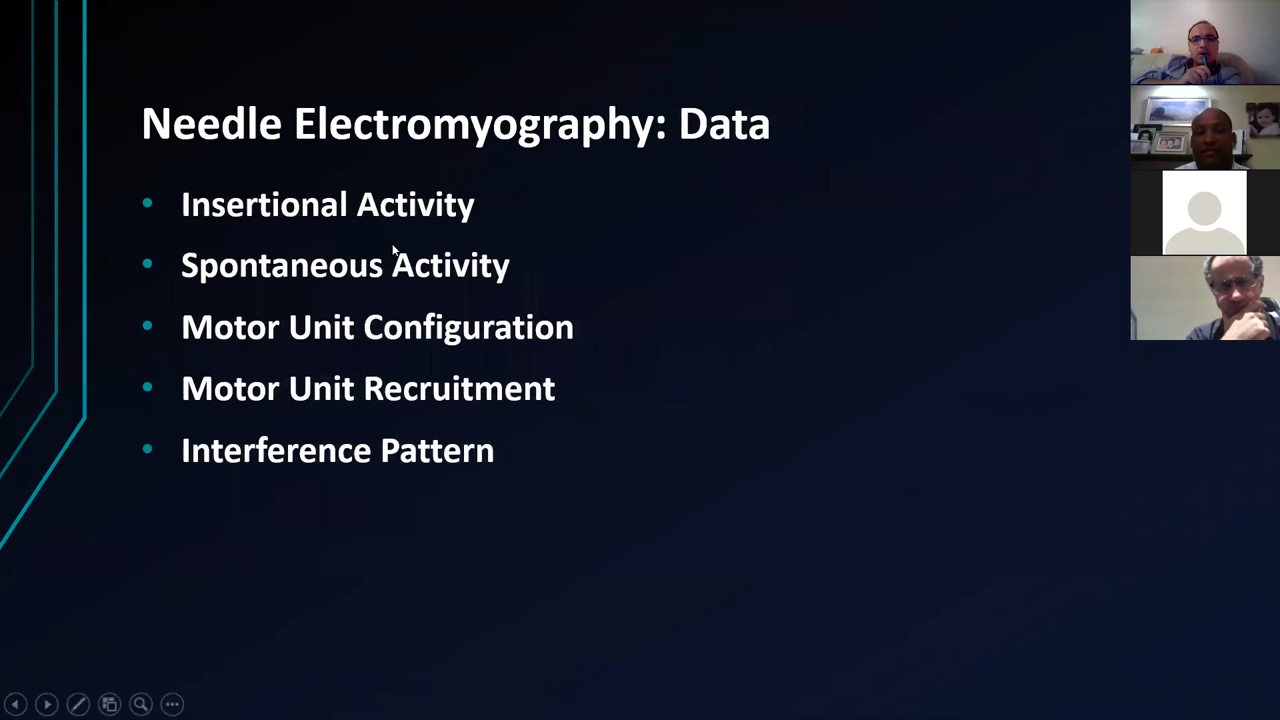 Needle Electromyography: Data
Insertional Activity
Spontaneous Activity
Motor Unit Configuration
Motor Unit Recruitment
Interference Pattern